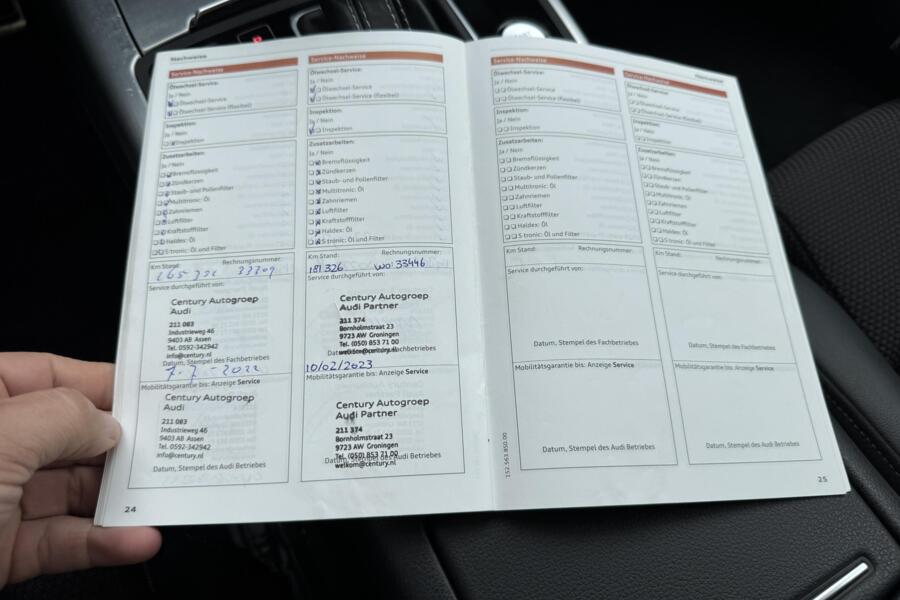 Nachweise
Service-Nachweise
Ölwechsel-Service:
Ja / Nein
Ölwechsel-Service
Ölwechsel-Service (flexibel)
Inspektion:
Ja / Nein
Inspektion
Zusatzarbeiten:
Ja / Nein
Bremsflüssigkeit
Zündkerzen
Staub- und Pollenfilter
Multitronic: Öl
Zahnriemen
Luftfilter
Kraftstofffilter
Haldex: Öl
S tronic: Öl und Filter
Km Stand: Rechnungsnummer:
Service durchgeführt von:
Century Autogroep
Audi
211 083
Industrieweg 46
9403 AB Assen
Tel. 0592-342942
info@century.nl
Datum, Stempel des Fachbetriebes
7-7-2022
Mobilitätsgarantie bis: Anzeige Service
Century Autogroep
Audi
211 083
Industrieweg 46
9403 AB Assen
Tel. 0592-342942
info@century.nl
Datum, Stempel des Audi Betriebes
24
Service-Nachweise
Ölwechsel-Service:
Ja / Nein
Ölwechsel-Service
Ölwechsel-Service (flexibel)
Inspektion:
Ja / Nein
Inspektion
Zusatzarbeiten:
Ja / Nein
Bremsflüssigkeit
Zündkerzen
Staub- und Pollenfilter
Multitronic: Öl
Zahnriemen
Luftfilter
Kraftstofffilter
Haldex: Öl
S tronic: Öl und Filter
Km Stand: Rechnungsnummer:
181 326 wo: 33446
Service durchgeführt von:
Century Autogroep
Audi Partner
211 374
Bornholmstraat 23
9723 AW Groningen
Tel. (050) 853 71 00
welkom@century.nl
Datum, Stempel des Fachbetriebes
10/02/2023
Mobilitätsgarantie bis: Anzeige Service
Century Autogroep
Audi Partner
211 374
Bornholmstraat 23
9723 AW Groningen
Tel. (050) 853 71 00
Datum, Stempel des Audi Betriebes
welkom@century.nl
Service-Nachweise
Ölwechsel-Service:
Ja / Nein
Ölwechsel-Service
Ölwechsel-Service (flexibel)
Inspektion:
Ja / Nein
Inspektion
Zusatzarbeiten:
Ja / Nein
Bremsflüssigkeit
Zündkerzen
Staub- und Pollenfilter
Multitronic: Öl
Zahnriemen
Luftfilter
Kraftstofffilter
Haldex: Öl
S tronic: Öl und Filter
Km Stand: Rechnungsnummer:
Service durchgeführt von:
Datum, Stempel des Fachbetriebes
Mobilitätsgarantie bis: Anzeige Service
Datum, Stempel des Audi Betriebes
152.563.850.00
Nachweise
Service-Nachweise
Ölwechsel-Service:
Ja / Nein
Ölwechsel-Service
Ölwechsel-Service (flexibel)
Inspektion:
Ja / Nein
Inspektion
Zusatzarbeiten:
Ja / Nein
Bremsflüssigkeit
Zündkerzen
Staub- und Pollenfilter
Multitronic: Öl
Zahnriemen
Luftfilter
Kraftstofffilter
Haldex: Öl
S tronic: Öl und Filter
Km Stand: Rechnungsnummer:
Service durchgeführt von:
Datum, Stempel des Fachbetriebes
Mobilitätsgarantie bis: Anzeige Service
Datum, Stempel des Audi Betriebes
25